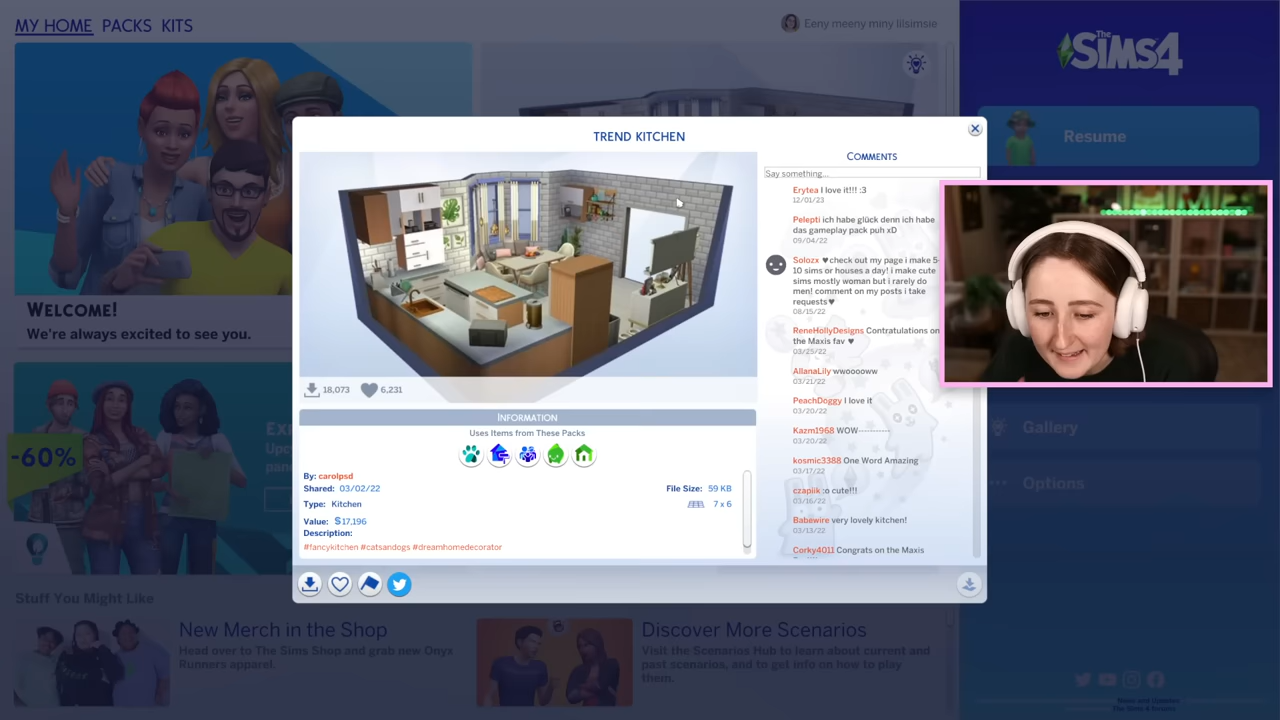 MY HOME PACKS KITS
Eeny meeny miny lilsimsie
The
SiMS4
Resume
WELCOME!
We're always excited to see you.
-60%
Gallery
Options
Stuff You Might Like
New Merch in the Shop
Head over to The Sims Shop and grab new Onyx
Runners apparel.
Discover More Scenarios
Visit the Scenarios Hub to learn about current and
past scenarios, and to get info on how to play
them.
TREND KITCHEN
18,073
6,231
INFORMATION
Uses Items from These Packs
By: carolpsd
Shared: 03/02/22
File Size: 59 KB
Type: Kitchen
7 x 6
Value: $17,196
Description:
#fancykitchen #catsanddogs #dreamhomedecorator
COMMENTS
Say something...
Erytea I love it!!! :3
12/01/23
Pelepti ich habe glück denn ich habe
das gameplay pack puh xD
09/04/22
Solozx ♥check out my page i make 5-
10 sims or houses a day! i make cute
sims mostly woman but i rarely do
men! comment on my posts i take
requests♥
08/15/22
ReneHollyDesigns Contratulations on
the Maxis fav ♥
03/25/22
AllanaLily wwooooww
03/21/22
PeachDoggy I love it
03/20/22
Kazm1968 WOW-----------
03/20/22
kosmic3388 One Word Amazing
03/17/22
czapiik :o cute!!!
03/16/22
Babawire very lovely kitchen!
03/13/22
Corky4011 Congrats on the Maxis